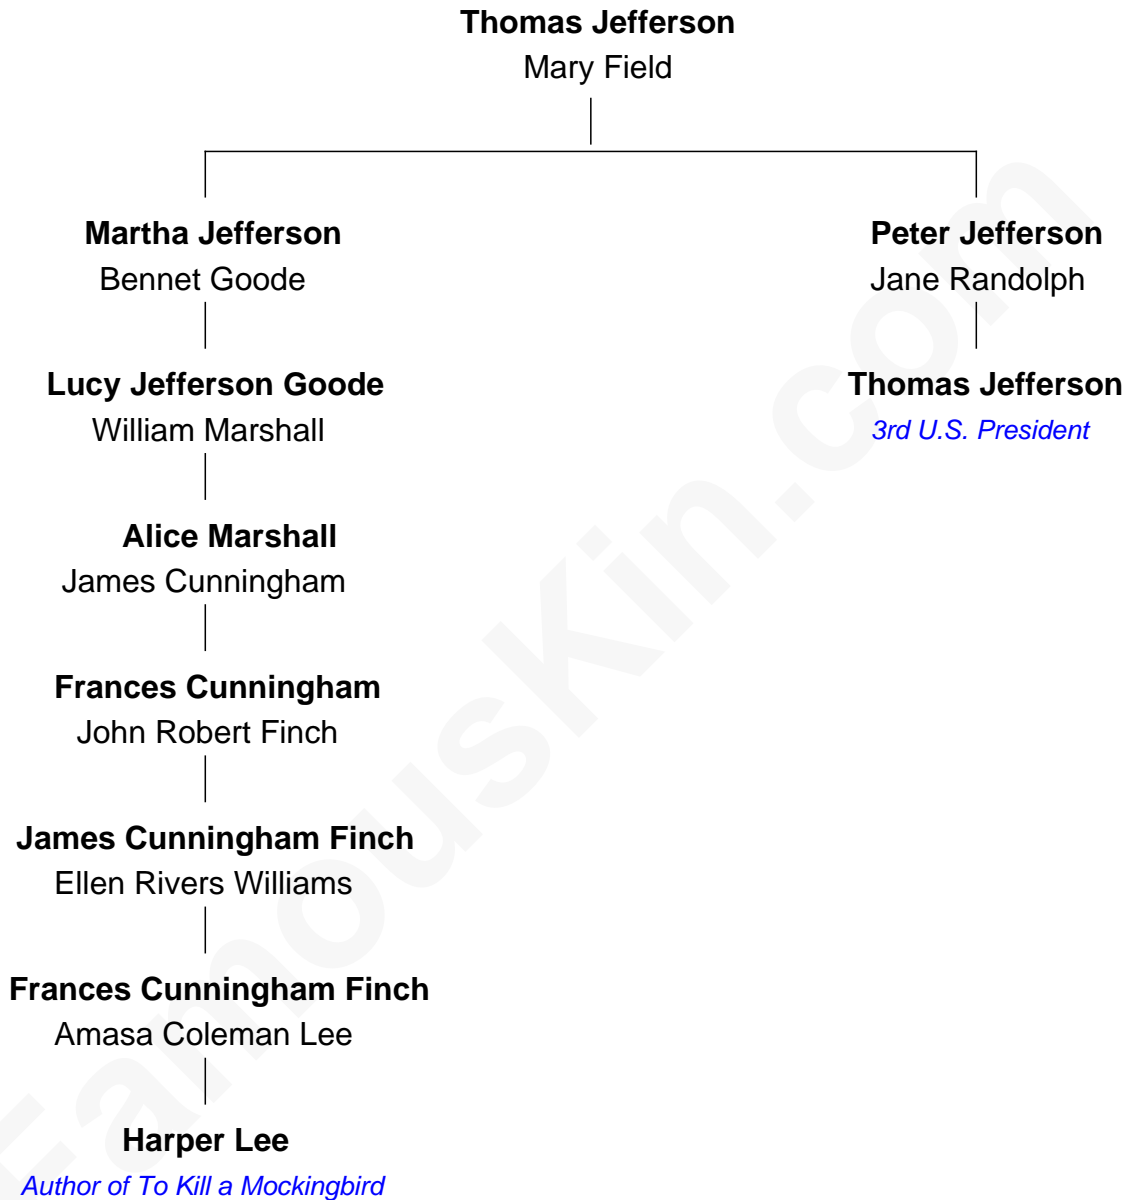 Thomas Jefferson
Mary Field
Martha Jefferson
Bennet Goode
Peter Jefferson
Jane Randolph
Lucy Jefferson Goode
William Marshall
Thomas Jefferson
3rd U.S. President
Alice Marshall
James Cunningham
Frances Cunningham
John Robert Finch
James Cunningham Finch
Ellen Rivers Williams
Frances Cunningham Finch
Amasa Coleman Lee
Harper Lee
Author of To Kill a Mockingbird
FamousKin.com